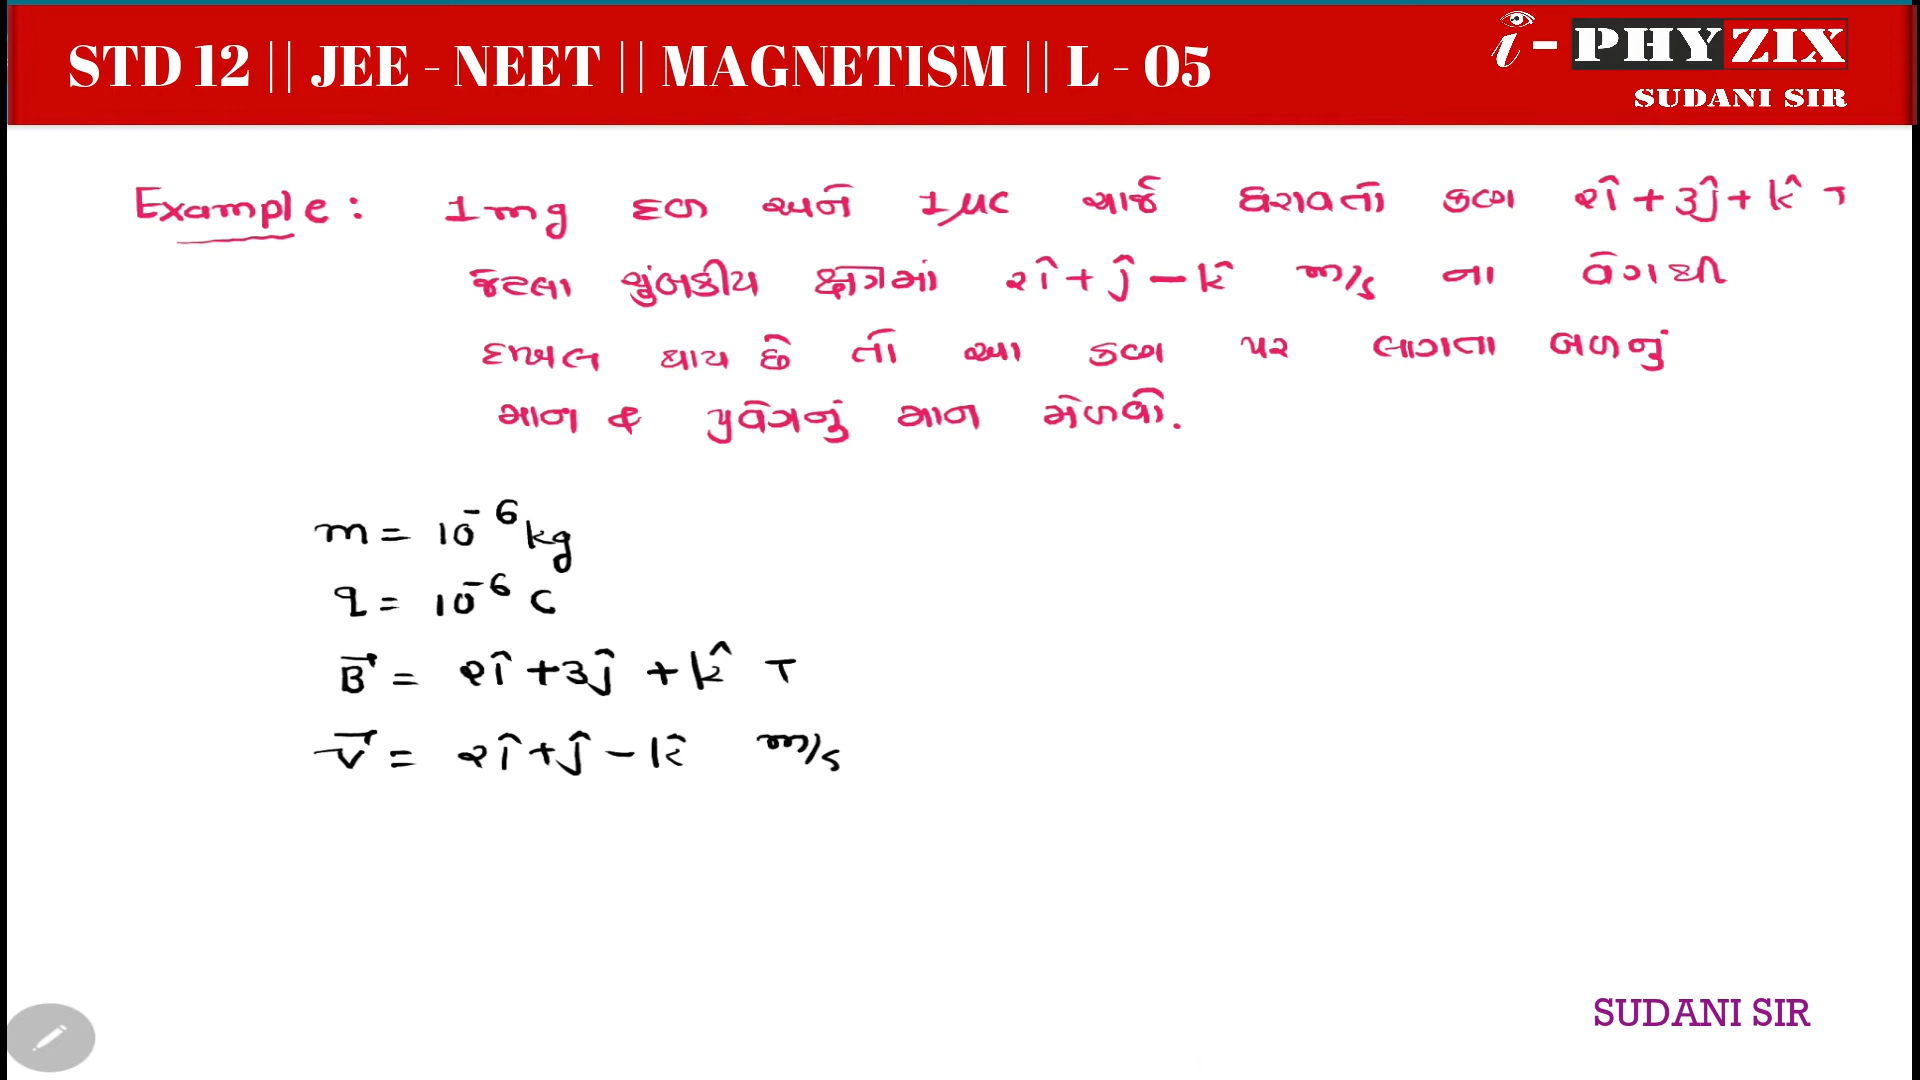 STD 12 || JEE - NEET || MAGNETISM || L - 05
i - PHYZIX
SUDANI SIR
Example : 1mg દળ અને 1μC ચાર્જ ધરાવતો કણ 2î + 3ĵ + k̂ T
જેટલા ચુંબકીય ક્ષેત્રમાં 2î + ĵ - k̂ m/s ના વેગથી
દાખલ થાય છે તો આ કણ પર લાગતા બળનું
માન & પ્રવેગનું માન મેળવો.
m = 10⁻⁶ kg
q = 10⁻⁶ C
B⃗ = 2î + 3ĵ + k̂ T
v⃗ = 2î + ĵ - k̂ m/s
SUDANI SIR